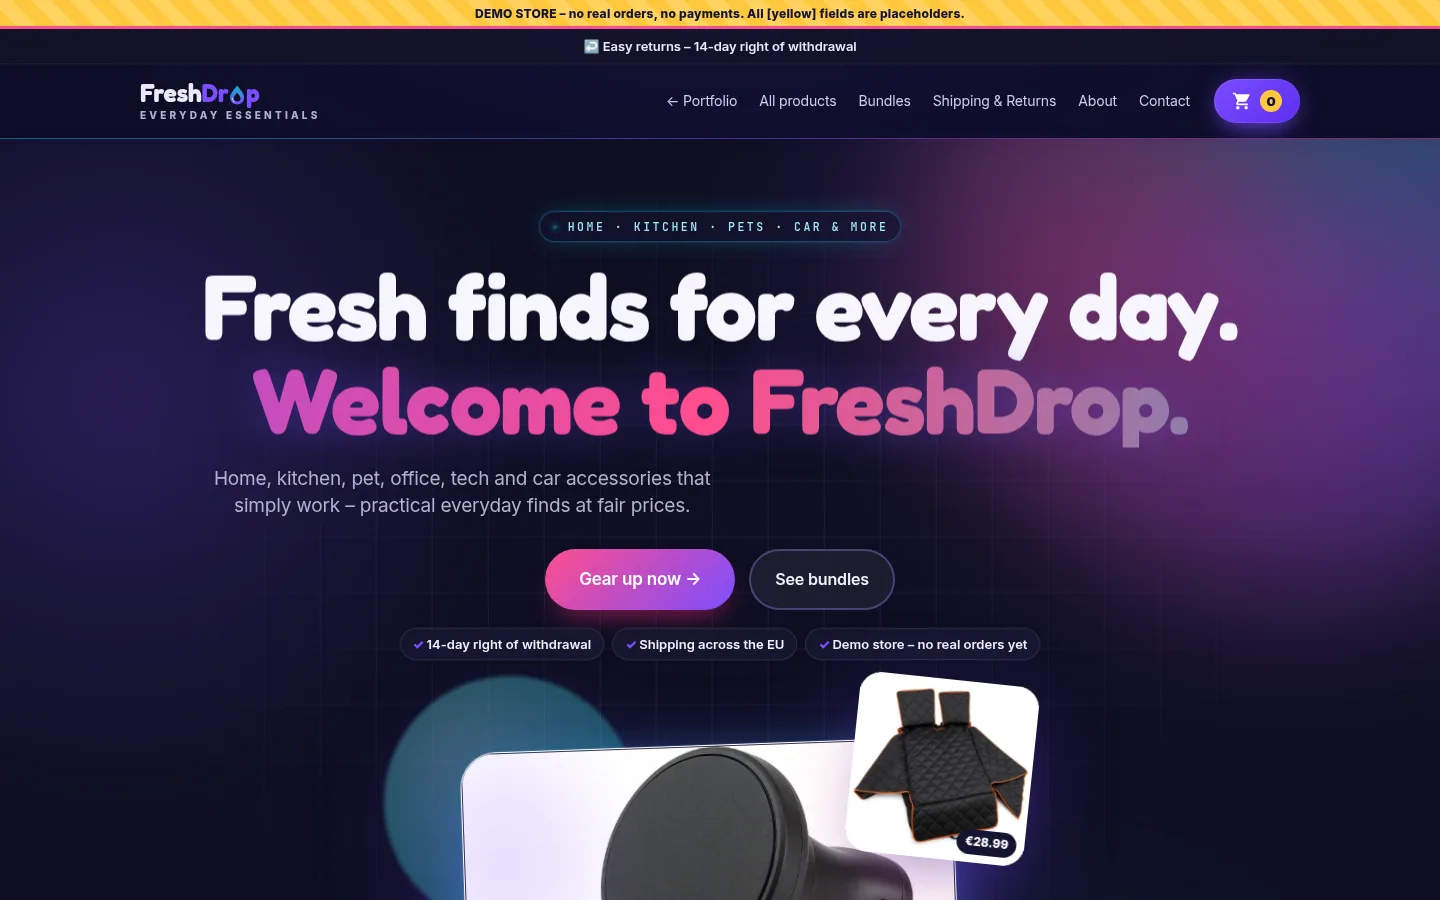 DEMO STORE – no real orders, no payments. All [yellow] fields are placeholders.
↩️ Easy returns – 14-day right of withdrawal
FreshDrop
EVERYDAY ESSENTIALS
← Portfolio All products Bundles Shipping & Returns About Contact 0
HOME · KITCHEN · PETS · CAR & MORE
Fresh finds for every day.
Welcome to FreshDrop.
Home, kitchen, pet, office, tech and car accessories that
simply work – practical everyday finds at fair prices.
Gear up now → See bundles
✓ 14-day right of withdrawal ✓ Shipping across the EU ✓ Demo store – no real orders yet
€28.99